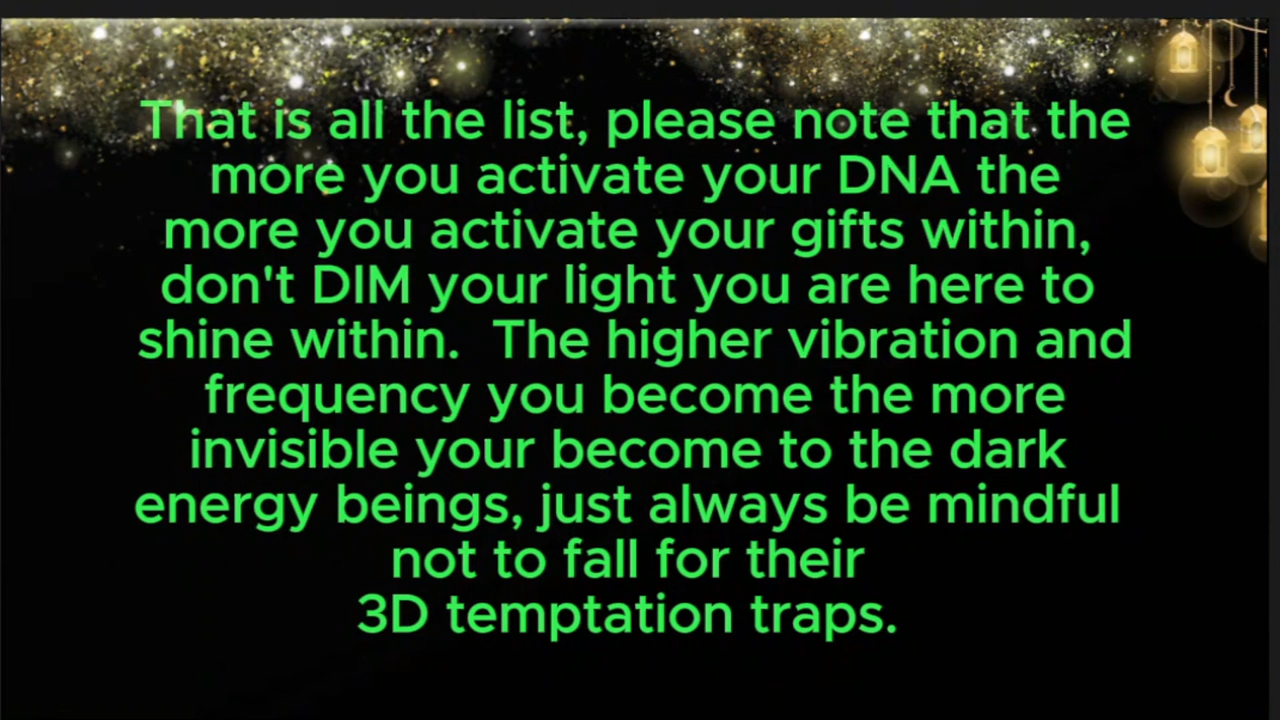 That is all the list, please note that the
more you activate your DNA the
more you activate your gifts within,
don't DIM your light you are here to
shine within.  The higher vibration and
frequency you become the more
invisible your become to the dark
energy beings, just always be mindful
not to fall for their
3D temptation traps.